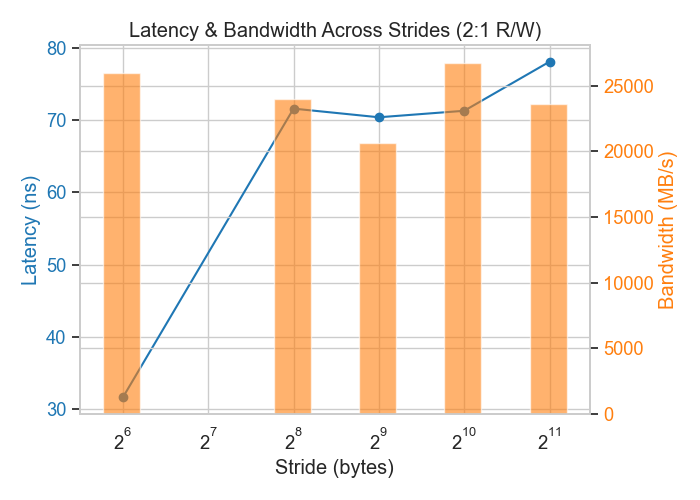 Latency & Bandwidth Across Strides (2:1 R/W)
80
70
60
50
40
30
Latency (ns)
25000
20000
15000
10000
5000
0
Bandwidth (MB/s)
2^6 2^7 2^8 2^9 2^10 2^11
Stride (bytes)